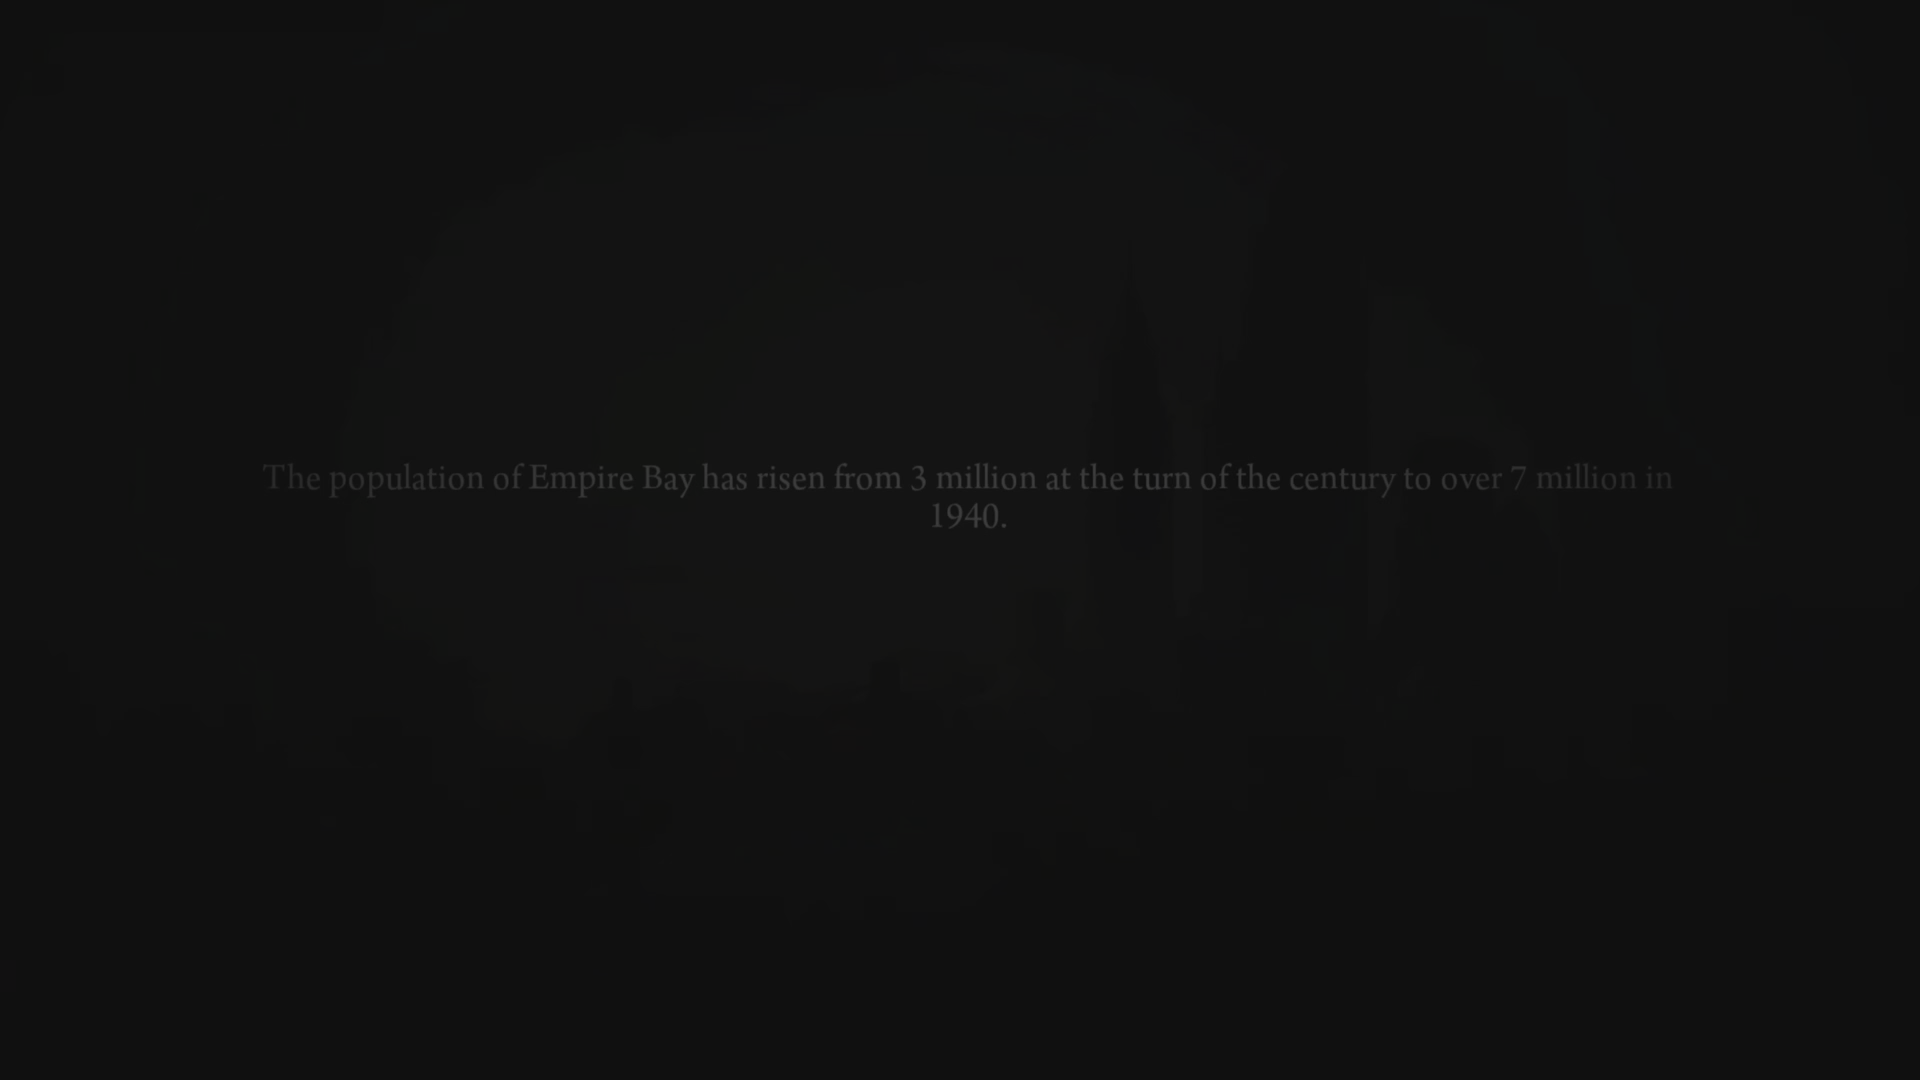 The population of Empire Bay has risen from 3 million at the turn of the century to over 7 million in
1940.